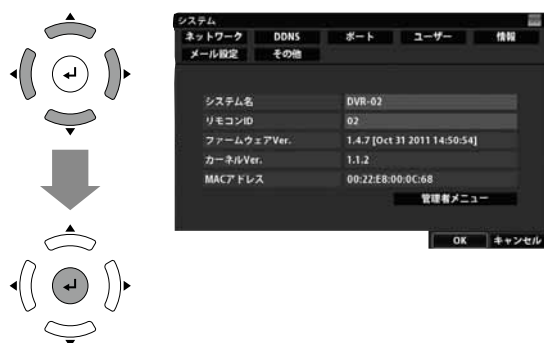 システム
ネットワーク DDNS ポート ユーザー 情報
メール設定 その他
システム名 DVR-02
リモコンID 02
ファームウェアVer. 1.4.7 [Oct 31 2011 14:50:54]
カーネルVer. 1.1.2
MACアドレス 00:22:E8:00:0C:68
管理者メニュー
OK キャンセル